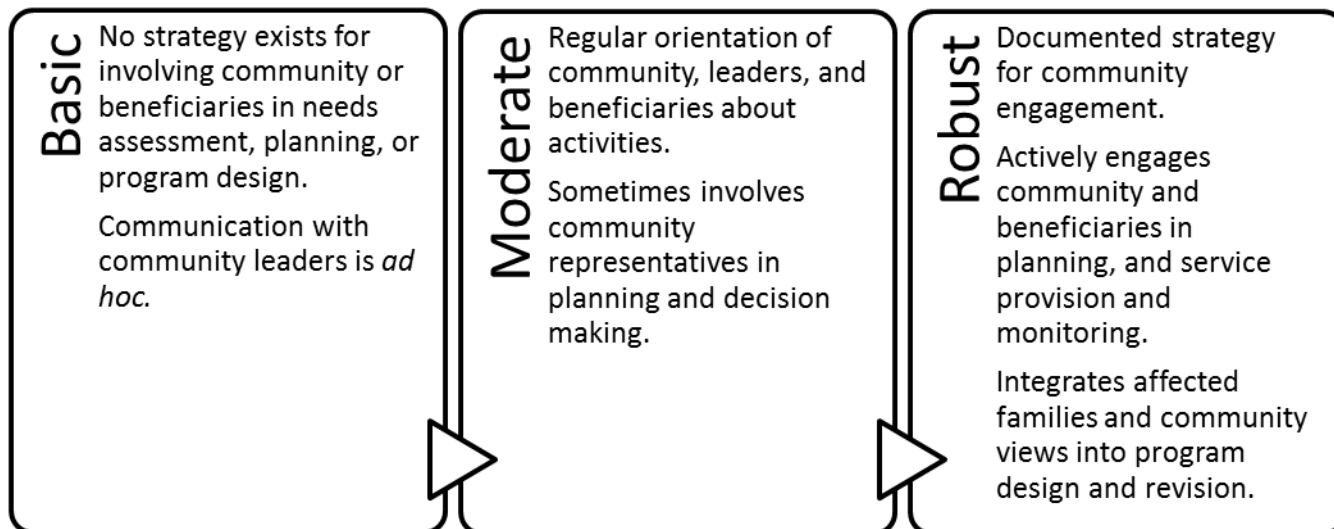 Basic
No strategy exists for
involving community or
beneficiaries in needs
assessment, planning, or
program design.
Communication with
community leaders is ad
hoc.
Moderate
Regular orientation of
community, leaders, and
beneficiaries about
activities.
Sometimes involves
community
representatives in
planning and decision
making.
Robust
Documented strategy
for community
engagement.
Actively engages
community and
beneficiaries in
planning, and service
provision and
monitoring.
Integrates affected
families and community
views into program
design and revision.